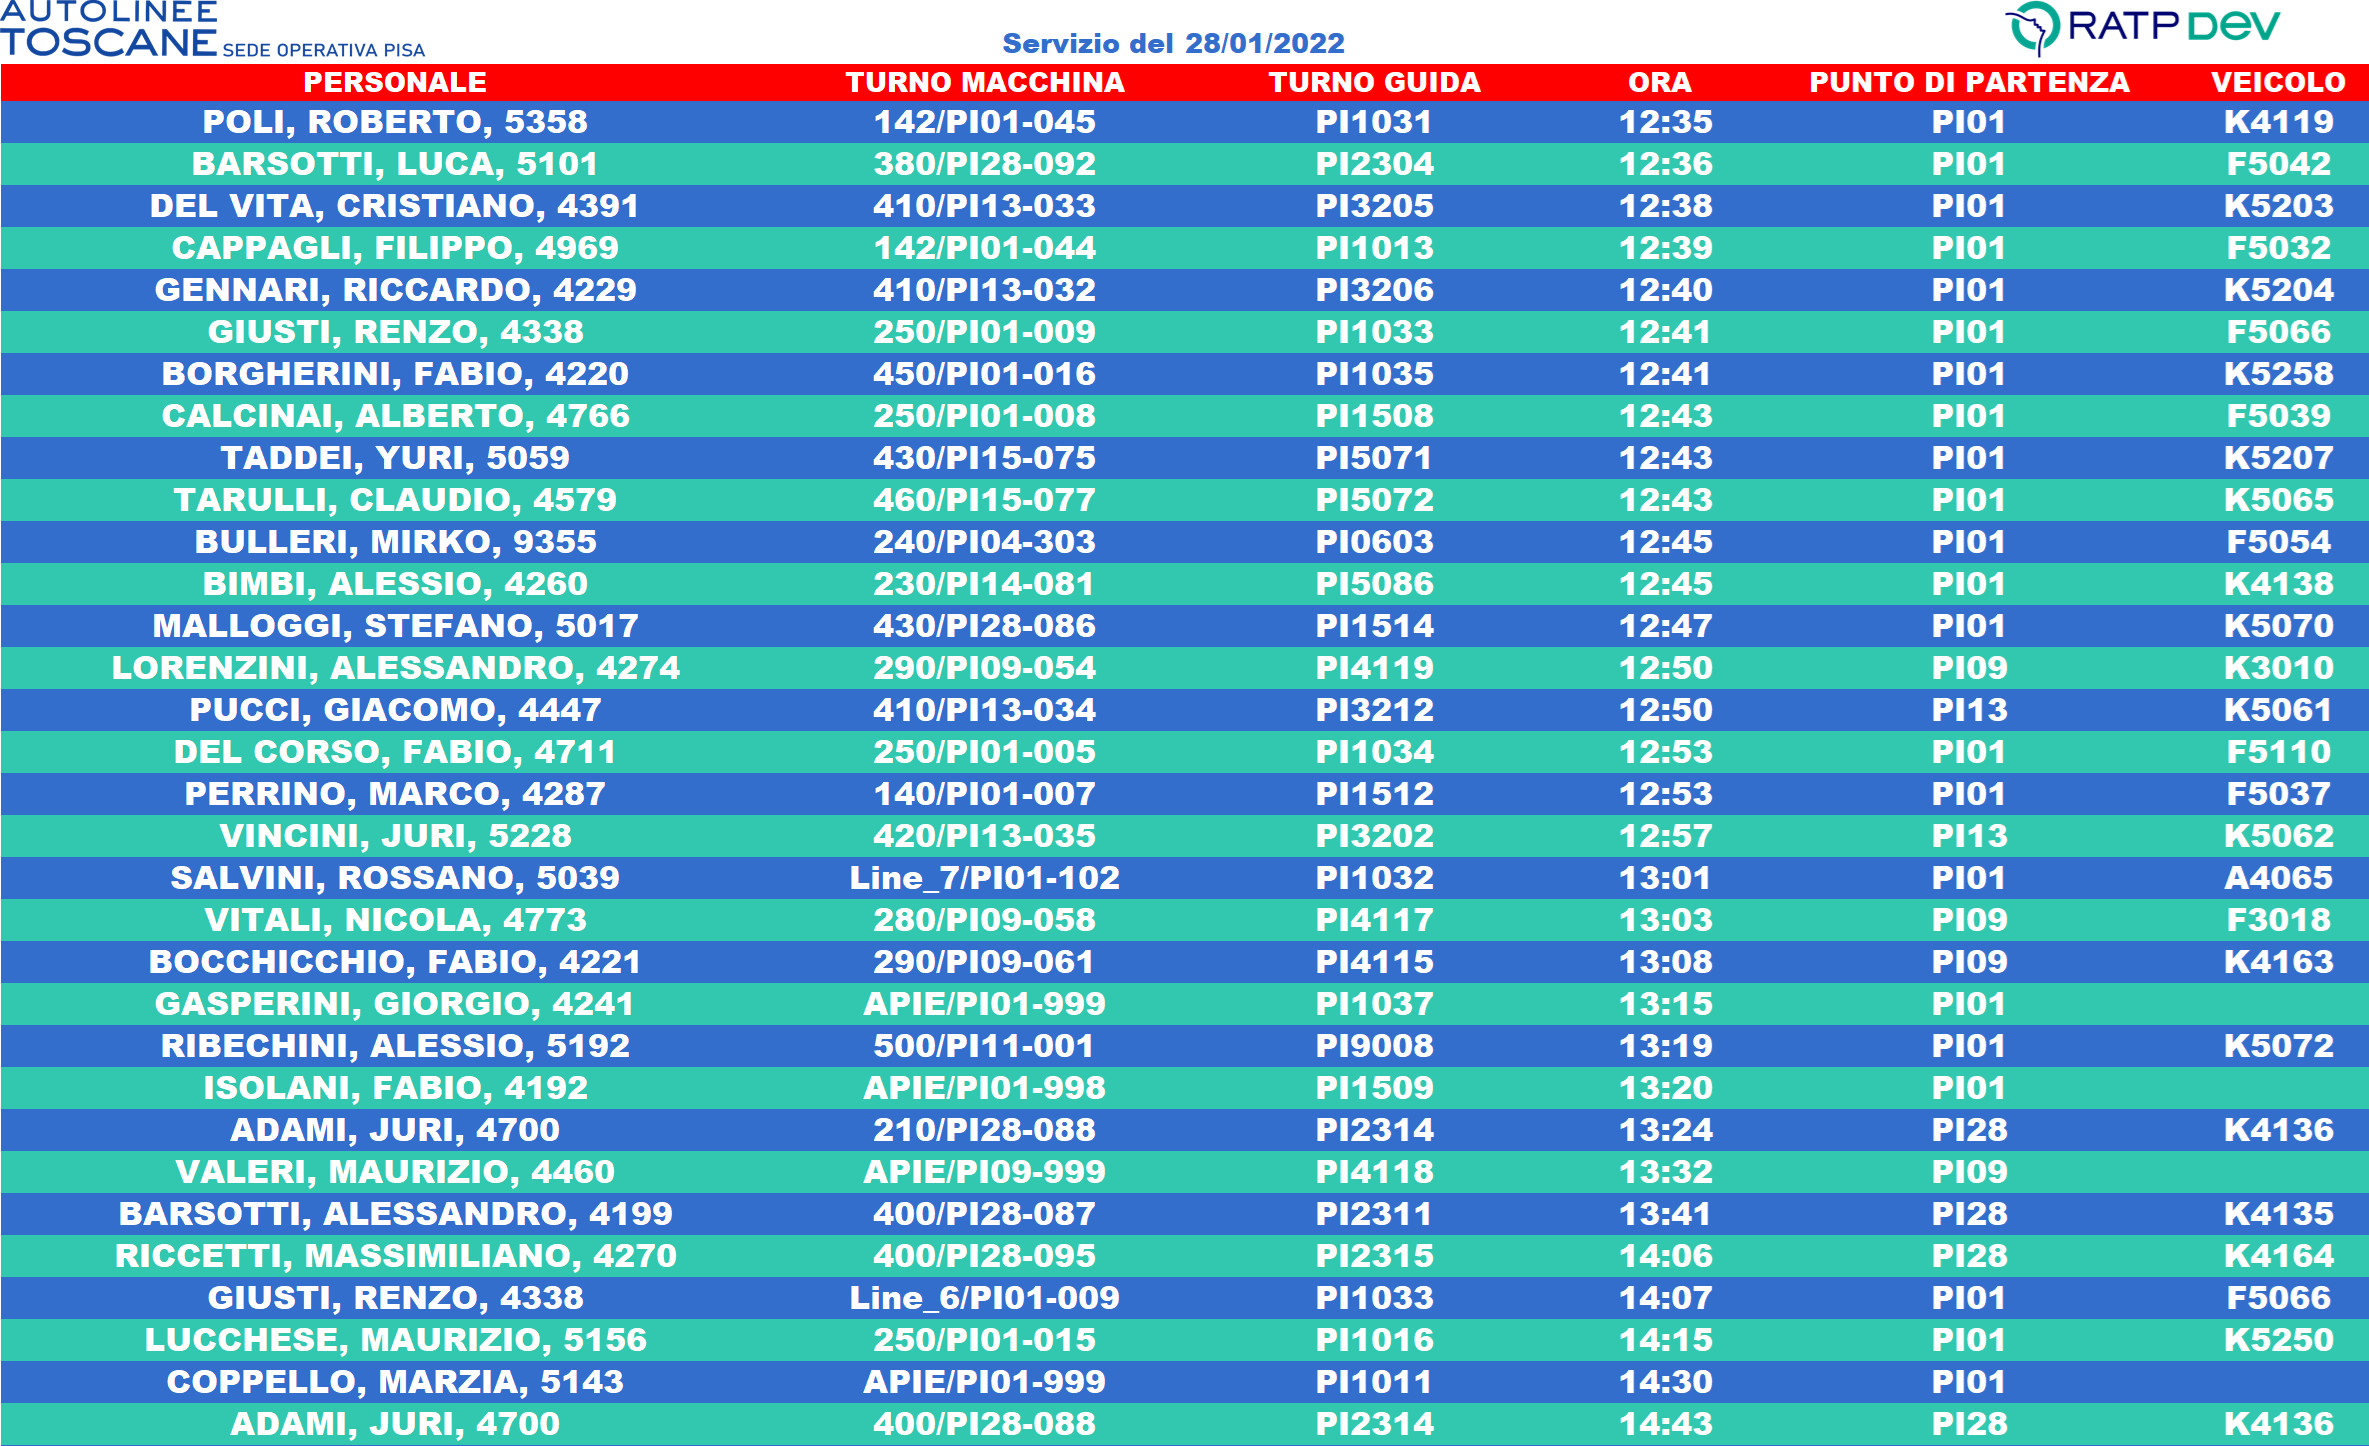 AUTOLINEE
TOSCANE SEDE OPERATIVA PISA
Servizio del 28/01/2022
RATP DEV
PERSONALE TURNO MACCHINA TURNO GUIDA ORA PUNTO DI PARTENZA VEICOLO
POLI, ROBERTO, 5358 142/PI01-045 PI1031 12:35 PI01 K4119
BARSOTTI, LUCA, 5101 380/PI28-092 PI2304 12:36 PI01 F5042
DEL VITA, CRISTIANO, 4391 410/PI13-033 PI3205 12:38 PI01 K5203
CAPPAGLI, FILIPPO, 4969 142/PI01-044 PI1013 12:39 PI01 F5032
GENNARI, RICCARDO, 4229 410/PI13-032 PI3206 12:40 PI01 K5204
GIUSTI, RENZO, 4338 250/PI01-009 PI1033 12:41 PI01 F5066
BORGHERINI, FABIO, 4220 450/PI01-016 PI1035 12:41 PI01 K5258
CALCINAI, ALBERTO, 4766 250/PI01-008 PI1508 12:43 PI01 F5039
TADDEI, YURI, 5059 430/PI15-075 PI5071 12:43 PI01 K5207
TARULLI, CLAUDIO, 4579 460/PI15-077 PI5072 12:43 PI01 K5065
BULLERI, MIRKO, 9355 240/PI04-303 PI0603 12:45 PI01 F5054
BIMBI, ALESSIO, 4260 230/PI14-081 PI5086 12:45 PI01 K4138
MALLOGGI, STEFANO, 5017 430/PI28-086 PI1514 12:47 PI01 K5070
LORENZINI, ALESSANDRO, 4274 290/PI09-054 PI4119 12:50 PI09 K3010
PUCCI, GIACOMO, 4447 410/PI13-034 PI3212 12:50 PI13 K5061
DEL CORSO, FABIO, 4711 250/PI01-005 PI1034 12:53 PI01 F5110
PERRINO, MARCO, 4287 140/PI01-007 PI1512 12:53 PI01 F5037
VINCINI, JURI, 5228 420/PI13-035 PI3202 12:57 PI13 K5062
SALVINI, ROSSANO, 5039 Line_7/PI01-102 PI1032 13:01 PI01 A4065
VITALI, NICOLA, 4773 280/PI09-058 PI4117 13:03 PI09 F3018
BOCCHICCHIO, FABIO, 4221 290/PI09-061 PI4115 13:08 PI09 K4163
GASPERINI, GIORGIO, 4241 APIE/PI01-999 PI1037 13:15 PI01
RIBECHINI, ALESSIO, 5192 500/PI11-001 PI9008 13:19 PI01 K5072
ISOLANI, FABIO, 4192 APIE/PI01-998 PI1509 13:20 PI01
ADAMI, JURI, 4700 210/PI28-088 PI2314 13:24 PI28 K4136
VALERI, MAURIZIO, 4460 APIE/PI09-999 PI4118 13:32 PI09
BARSOTTI, ALESSANDRO, 4199 400/PI28-087 PI2311 13:41 PI28 K4135
RICCETTI, MASSIMILIANO, 4270 400/PI28-095 PI2315 14:06 PI28 K4164
GIUSTI, RENZO, 4338 Line_6/PI01-009 PI1033 14:07 PI01 F5066
LUCCHESE, MAURIZIO, 5156 250/PI01-015 PI1016 14:15 PI01 K5250
COPPELLO, MARZIA, 5143 APIE/PI01-999 PI1011 14:30 PI01
ADAMI, JURI, 4700 400/PI28-088 PI2314 14:43 PI28 K4136